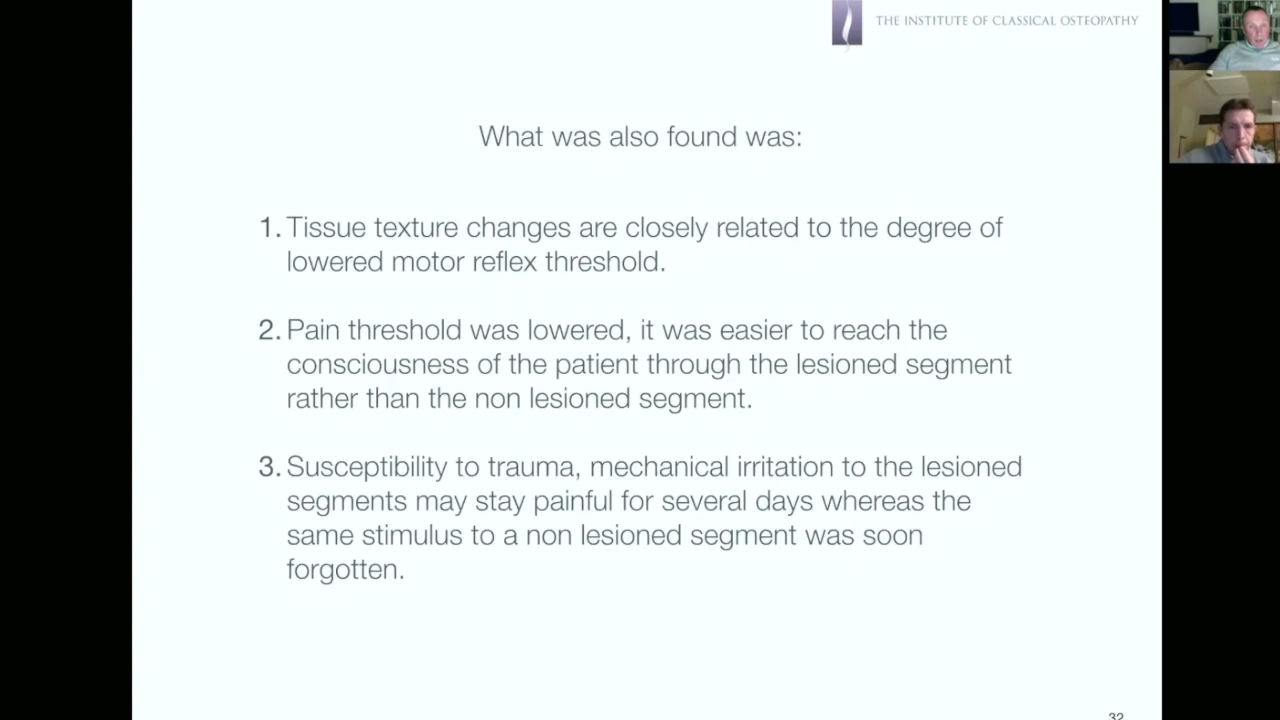 THE INSTITUTE OF CLASSICAL OSTEOPATHY
What was also found was:
1. Tissue texture changes are closely related to the degree of
lowered motor reflex threshold.
2. Pain threshold was lowered, it was easier to reach the
consciousness of the patient through the lesioned segment
rather than the non lesioned segment.
3. Susceptibility to trauma, mechanical irritation to the lesioned
segments may stay painful for several days whereas the
same stimulus to a non lesioned segment was soon
forgotten.
32